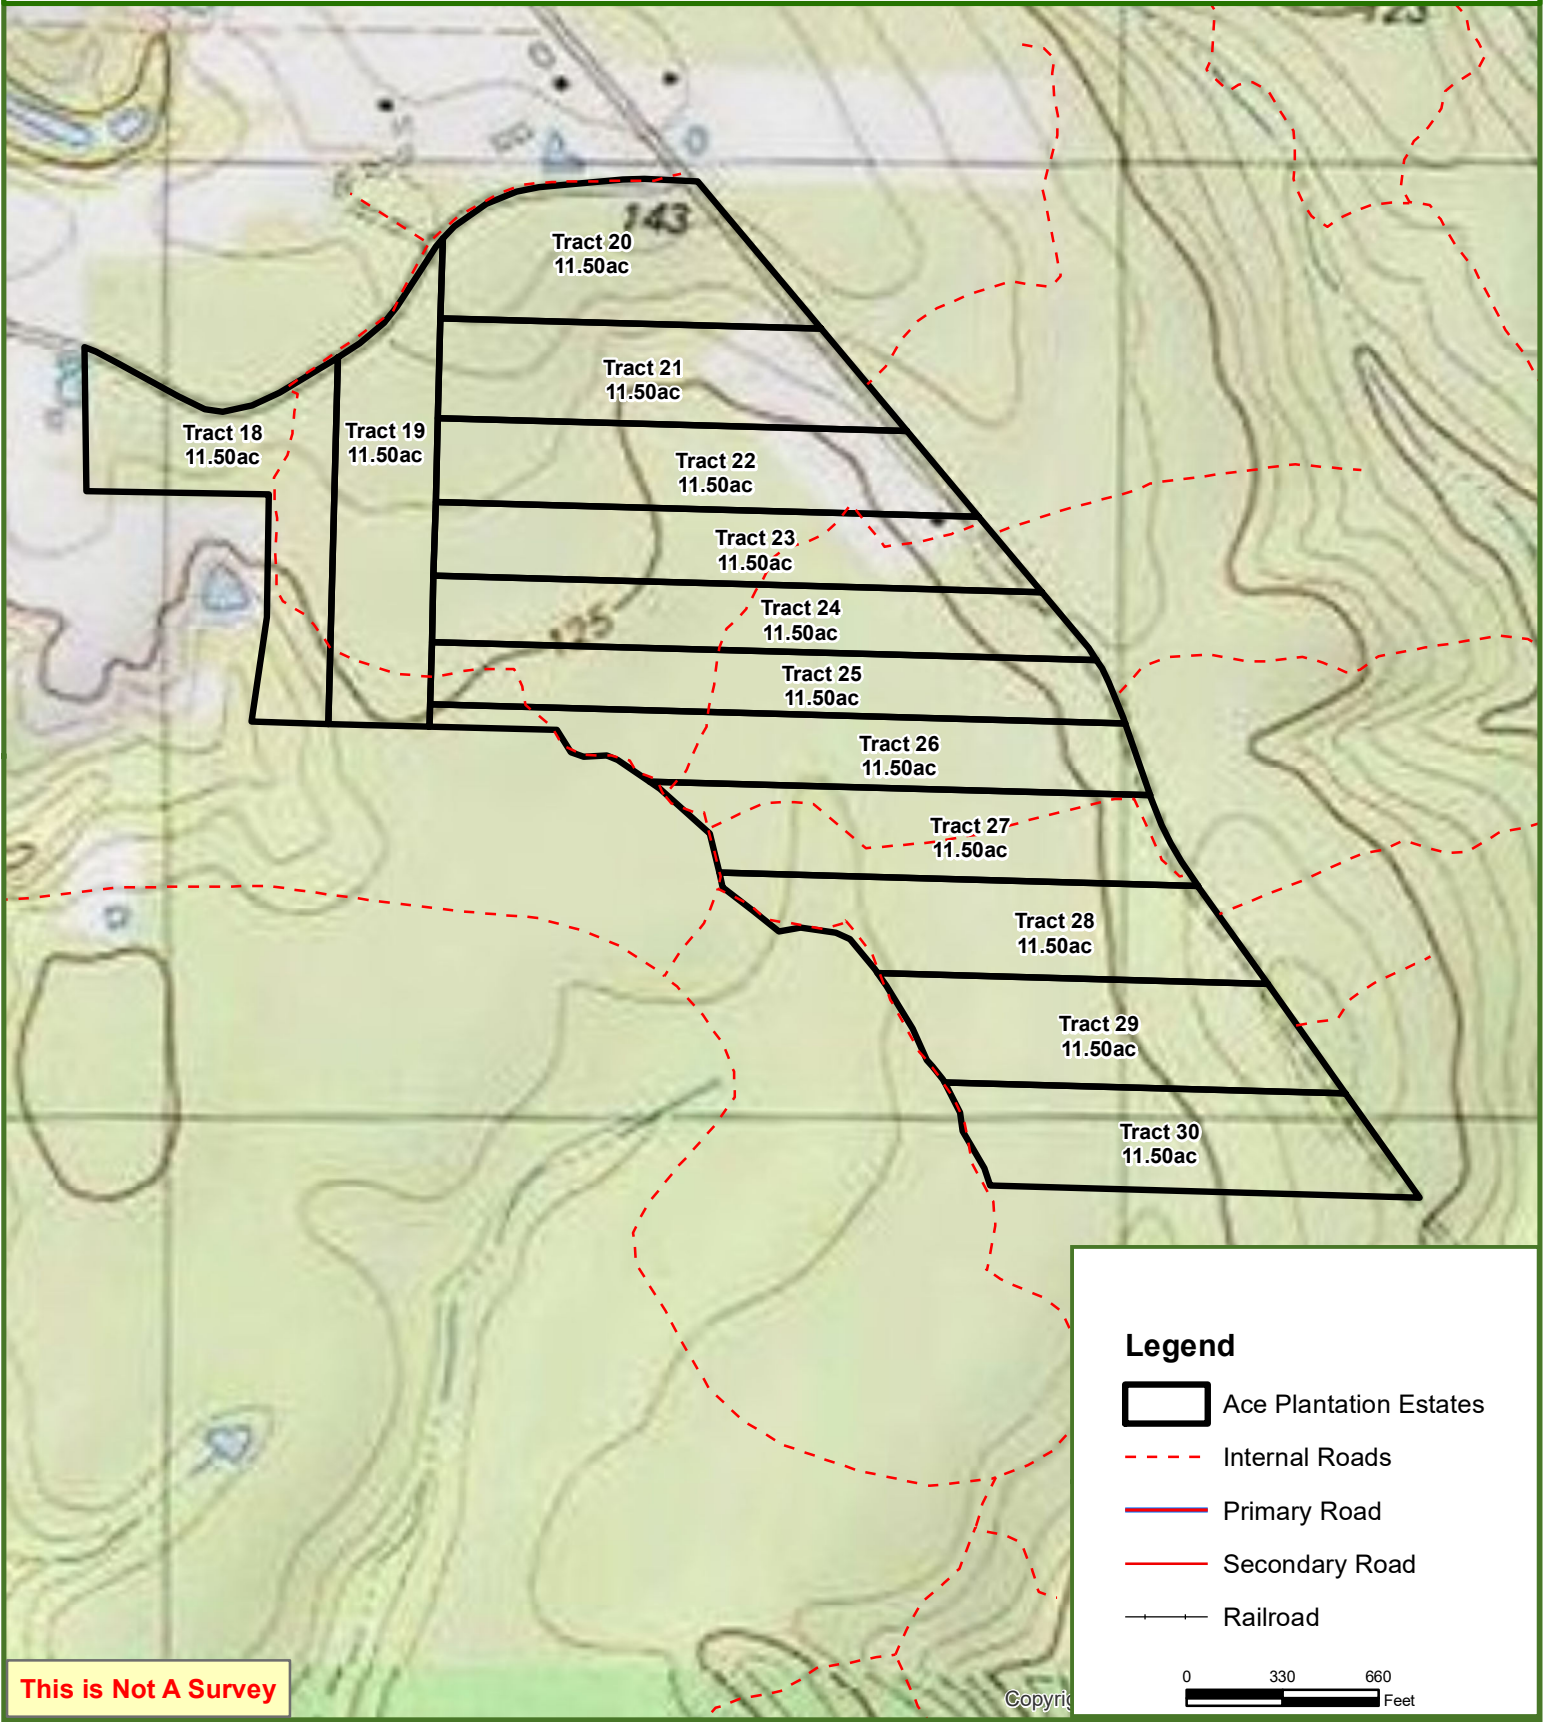 143
Tract 20
11.50ac
Tract 21
11.50ac
Tract 18
11.50ac
Tract 19
11.50ac
Tract 22
11.50ac
Tract 23
11.50ac
Tract 24
11.50ac
125
Tract 25
11.50ac
Tract 26
11.50ac
Tract 27
11.50ac
Tract 28
11.50ac
Tract 29
11.50ac
Tract 30
11.50ac
Legend
Ace Plantation Estates
Internal Roads
Primary Road
Secondary Road
Railroad
0 330 660
Feet
This is Not A Survey